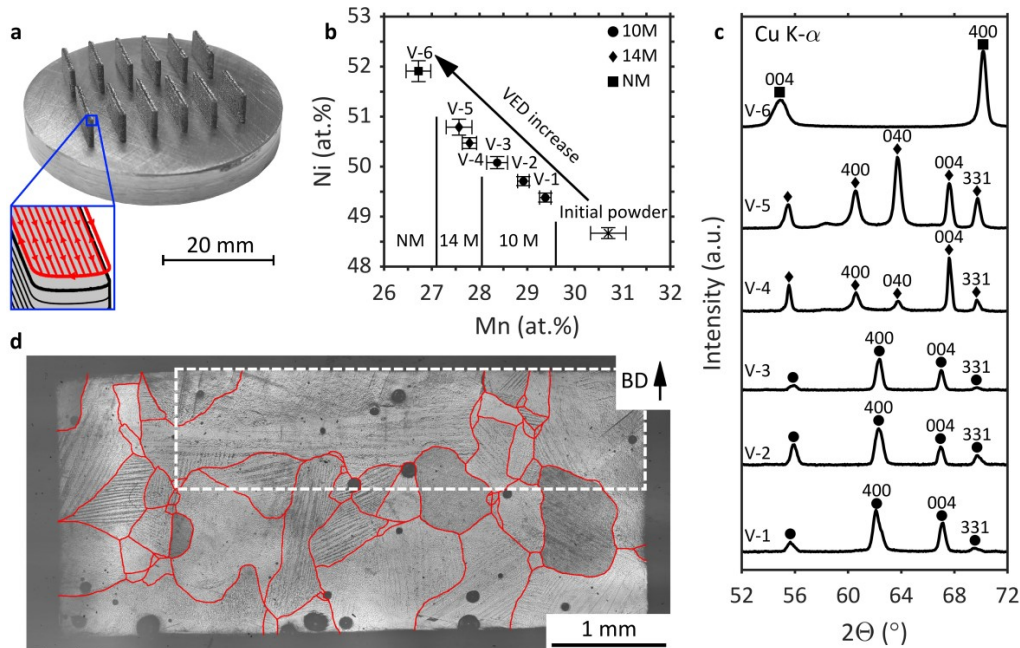 a
20 mm
b
53
52
51
50
49
48
Ni (at.%)
26 27 28 29 30 31 32
Mn (at.%)
10M
14M
NM
V-6
V-5
V-4
V-3
V-2
V-1
VED increase
Initial powder
NM
14 M
10 M
c
Cu K-α
400
004
V-6
040
400
004
331
V-5
004
400
040
331
V-4
400
004
331
V-3
400
004
331
V-2
400
004
331
V-1
Intensity (a.u.)
52 56 60 64 68 72
2Θ (°)
d
BD
1 mm